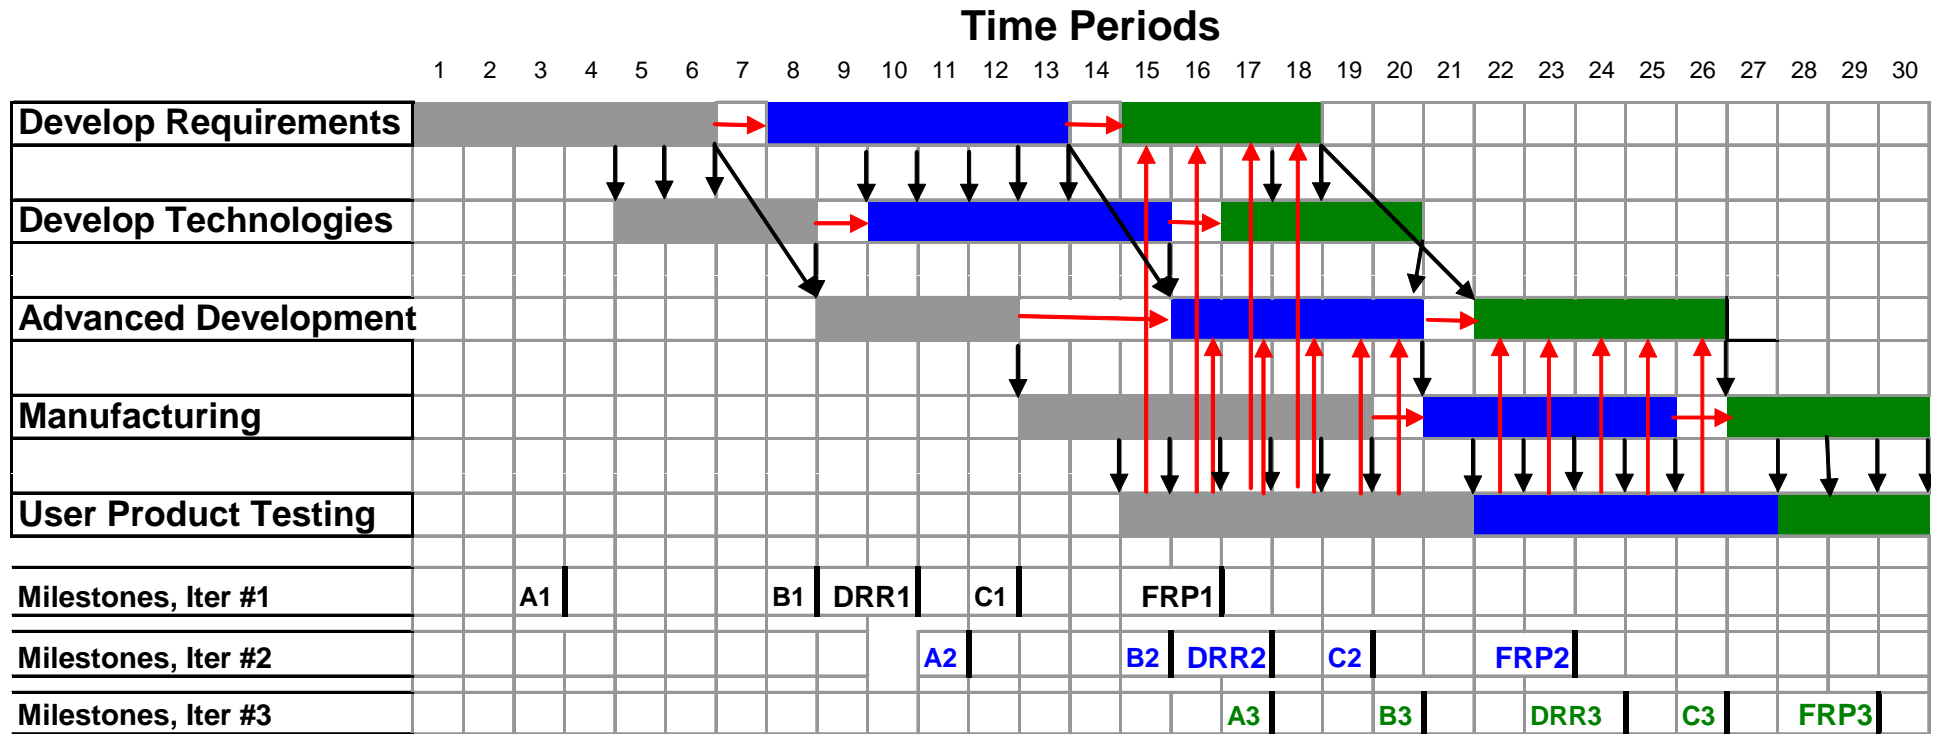 Time Periods
1 2 3 4 5 6 7 8 9 10 11 12 13 14 15 16 17 18 19 20 21 22 23 24 25 26 27 28 29 30
Develop Requirements
Develop Technologies
Advanced Development
Manufacturing
User Product Testing
Milestones, Iter #1 A1 B1 DRR1 C1 FRP1
Milestones, Iter #2 A2 B2 DRR2 C2 FRP2
Milestones, Iter #3 A3 B3 DRR3 C3 FRP3